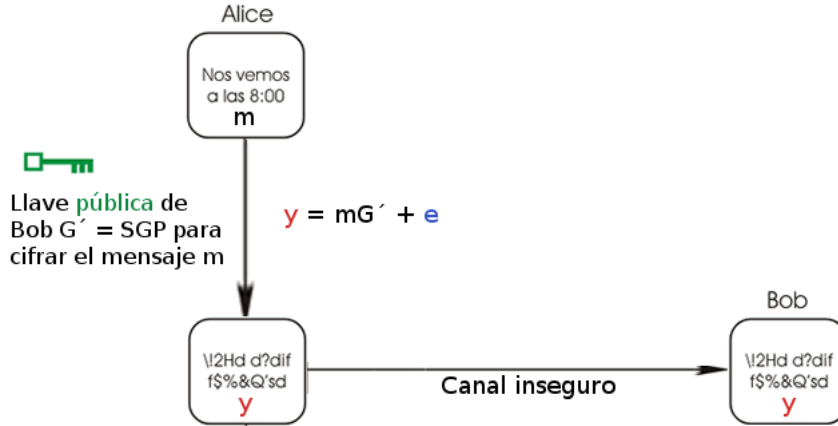 Alice
Nos vemos
a las 8:00
m
Llave pública de
Bob G´ = SGP para
cifrar el mensaje m
y = mG´ + e
Bob
\!2Hd d?dif
f$%&Q'sd
y
Canal inseguro
\!2Hd d?dif
f$%&Q'sd
y